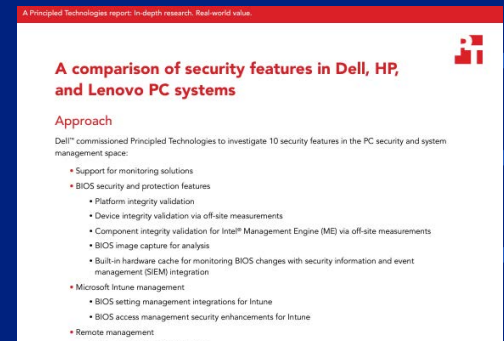 A Principled Technologies report: In-depth research. Real-world value.
A comparison of security features in Dell, HP,
and Lenovo PC systems
Approach
Dell™ commissioned Principled Technologies to investigate 10 security features in the PC security and system
management space:
• Support for monitoring solutions
• BIOS security and protection features
• Platform integrity validation
• Device integrity validation via off-site measurements
• Component integrity validation for Intel® Management Engine (ME) via off-site measurements
• BIOS image capture for analysis
• Built-in hardware cache for monitoring BIOS changes with security information and event
management (SIEM) integration
• Microsoft Intune management
• BIOS setting management integrations for Intune
• BIOS access management security enhancements for Intune
• Remote management